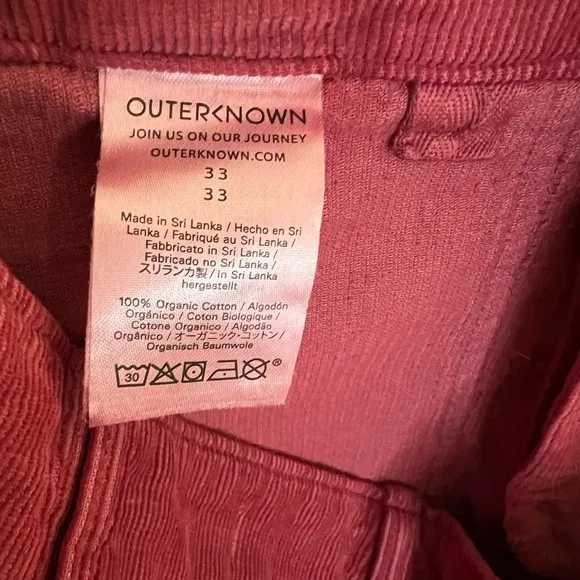 OUTERKNOWN
JOIN US ON OUR JOURNEY
OUTERKNOWN.COM
33
33
Made in Sri Lanka / Hecho en Sri
Lanka / Fabriqué au Sri Lanka /
Fabbricato in Sri Lanka /
Fabricado no Sri Lanka /
スリランカ製 / In Sri Lanka
hergestellt
100% Organic Cotton / Algodón
Orgánico / Coton Biologique /
Cotone Organico / Algodão
Orgânico / オーガニック・コットン /
Organisch Baumwole
30